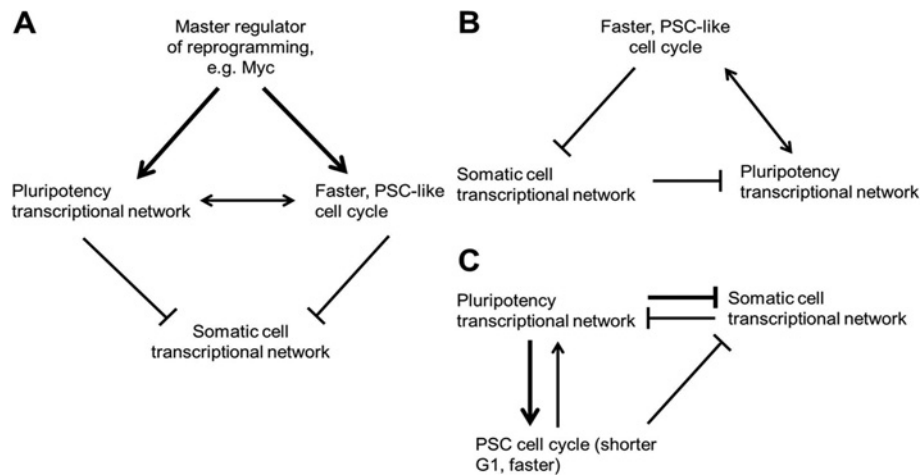 A
Master regulator
of reprogramming,
e.g. Myc
Pluripotency
transcriptional network
Faster, PSC-like
cell cycle
Somatic cell
transcriptional network
B
Faster, PSC-like
cell cycle
Somatic cell
transcriptional network
Pluripotency
transcriptional network
C
Pluripotency
transcriptional network
Somatic cell
transcriptional network
PSC cell cycle (shorter
G1, faster)